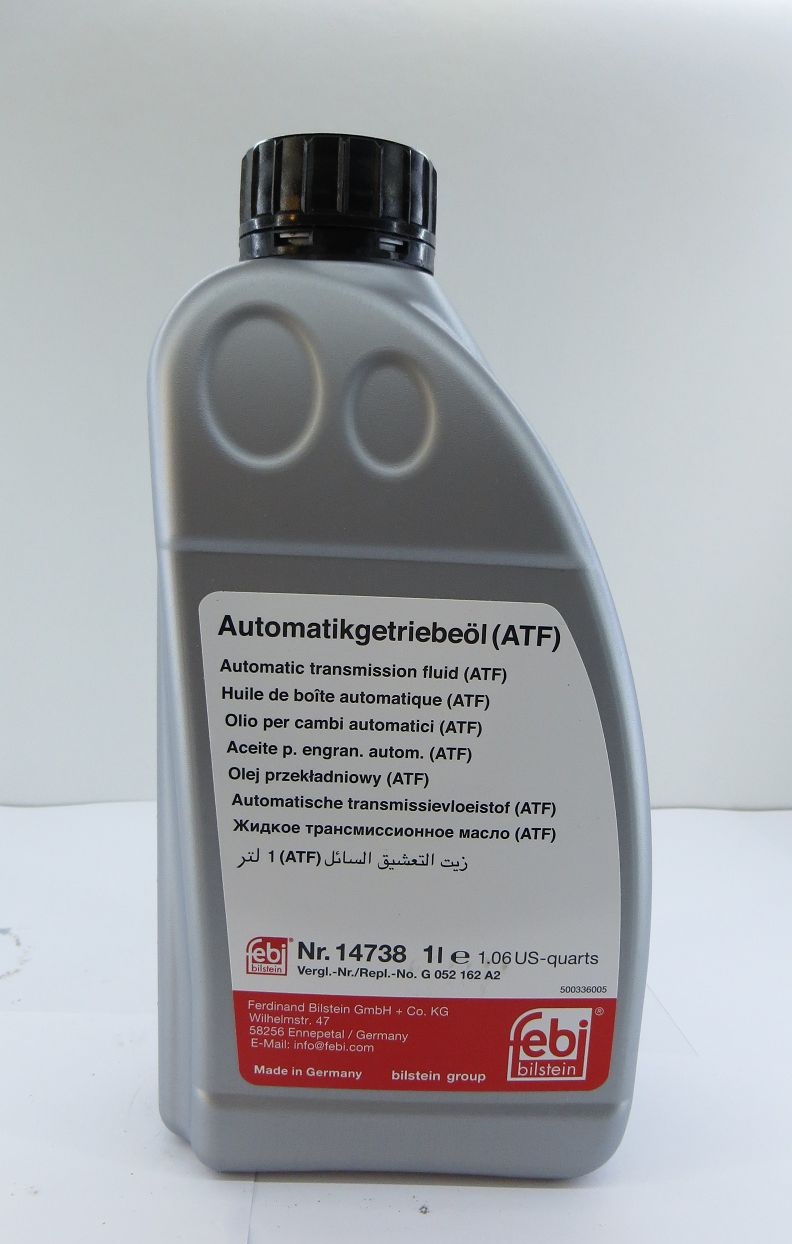 Automatikgetriebeöl (ATF)
Automatic transmission fluid (ATF)
Huile de boîte automatique (ATF)
Olio per cambi automatici (ATF)
Aceite p. engran. autom. (ATF)
Olej przekładniowy (ATF)
Automatische transmissievloeistof (ATF)
Жидкое трансмиссионное масло (ATF)
زيت التعشيق السائل (ATF) 1 لتر
febi® bilstein
Nr. 14738 1l ℮ 1.06 US-quarts
Vergl.-Nr./Repl.-No. G 052 162 A2
500336005
Ferdinand Bilstein GmbH + Co. KG
Wilhelmstr. 47
58256 Ennepetal / Germany
E-Mail: info@febi.com
Made in Germany bilstein group
febi®
bilstein